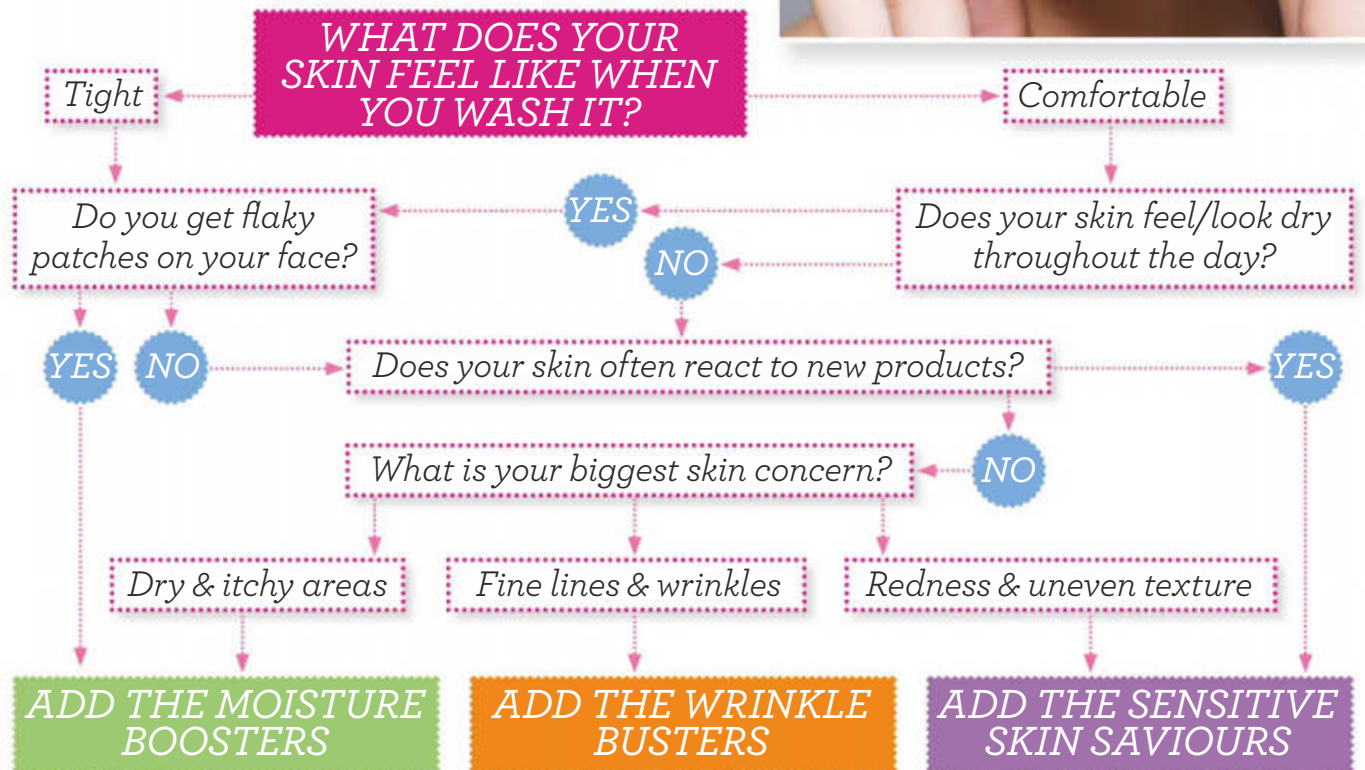 WHAT DOES YOUR
SKIN FEEL LIKE WHEN
YOU WASH IT?
Tight
Comfortable
Do you get flaky
patches on your face?
YES
NO
Does your skin feel/look dry
throughout the day?
YES
NO
Does your skin often react to new products?
YES
What is your biggest skin concern?
NO
Dry & itchy areas
Fine lines & wrinkles
Redness & uneven texture
ADD THE MOISTURE
BOOSTERS
ADD THE WRINKLE
BUSTERS
ADD THE SENSITIVE
SKIN SAVIOURS